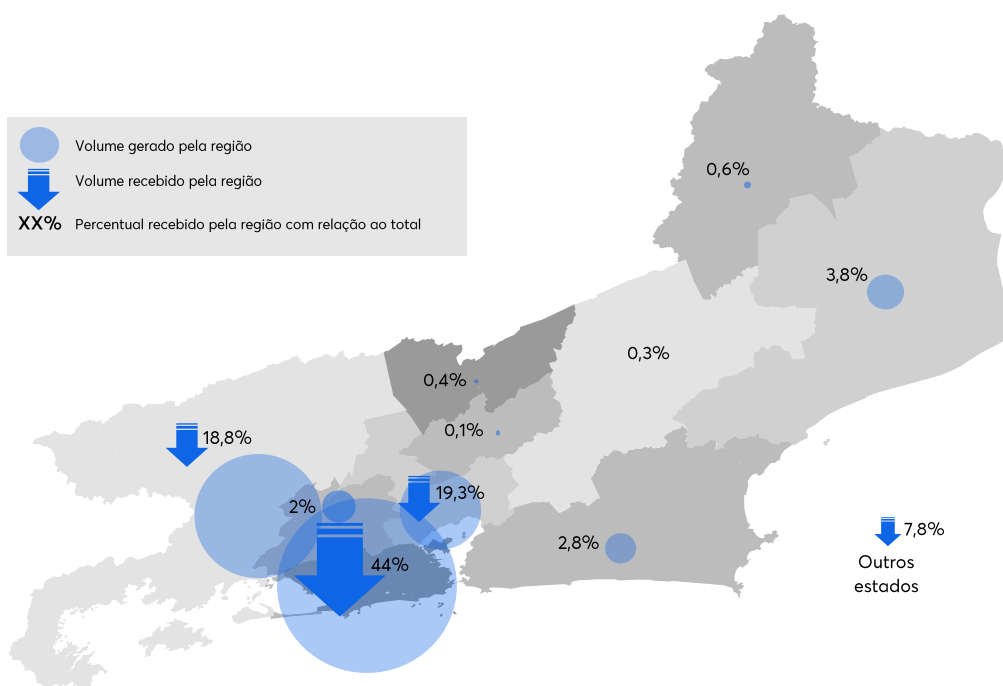 Volume gerado pela região
Volume recebido pela região
XX% Percentual recebido pela região com relação ao total
0,6%
3,8%
0,3%
0,4%
0,1%
18,8%
19,3%
2%
7,8%
2,8%
44%
Outros
estados